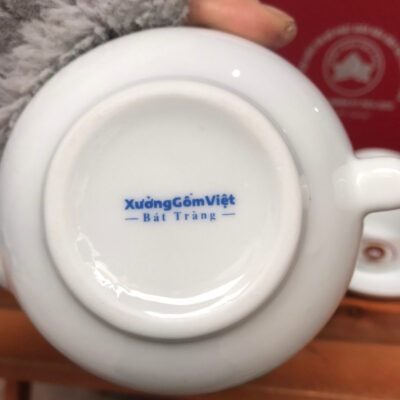 XưởngGốmViệt
— Bát Tràng —